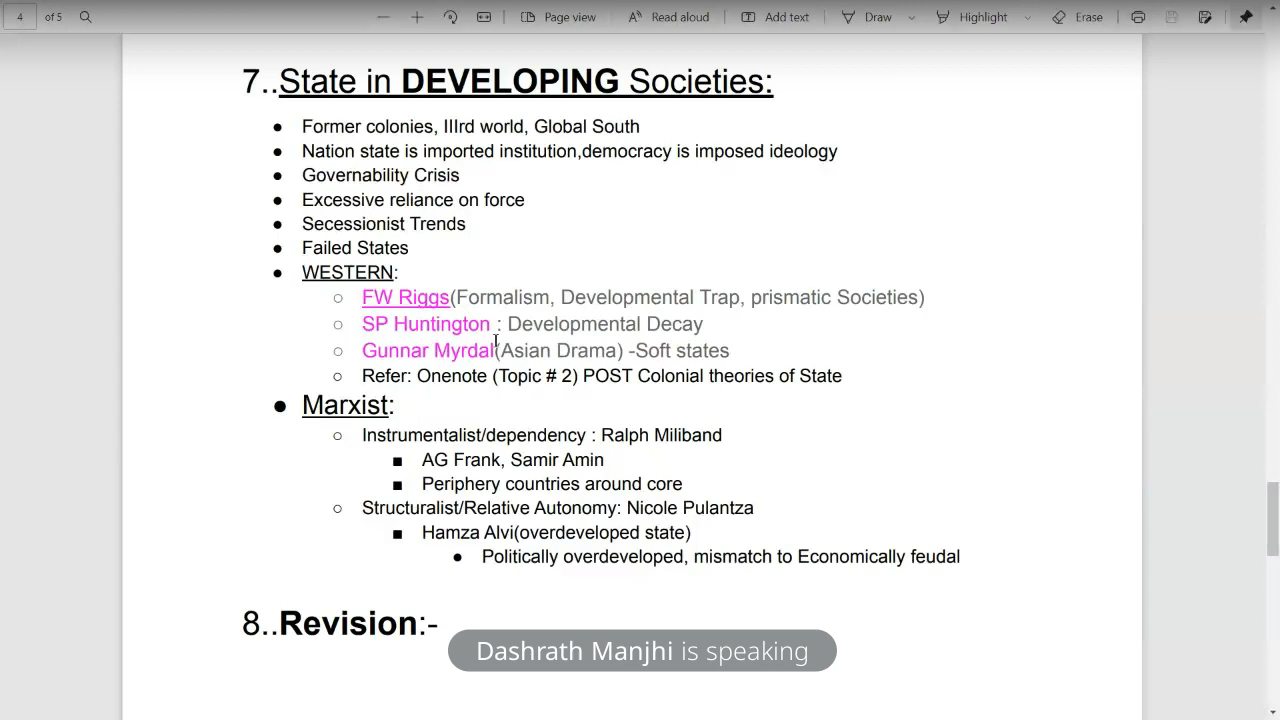 4 of 5 Page view Read aloud Add text Draw Highlight Erase
7..State in DEVELOPING Societies:
● Former colonies, IIIrd world, Global South
● Nation state is imported institution,democracy is imposed ideology
● Governability Crisis
● Excessive reliance on force
● Secessionist Trends
● Failed States
● WESTERN:
○ FW Riggs(Formalism, Developmental Trap, prismatic Societies)
○ SP Huntington : Developmental Decay
○ Gunnar Myrdal(Asian Drama) -Soft states
○ Refer: Onenote (Topic # 2) POST Colonial theories of State
● Marxist:
○ Instrumentalist/dependency : Ralph Miliband
■ AG Frank, Samir Amin
■ Periphery countries around core
○ Structuralist/Relative Autonomy: Nicole Pulantza
■ Hamza Alvi(overdeveloped state)
● Politically overdeveloped, mismatch to Economically feudal
8..Revision:-
Dashrath Manjhi is speaking